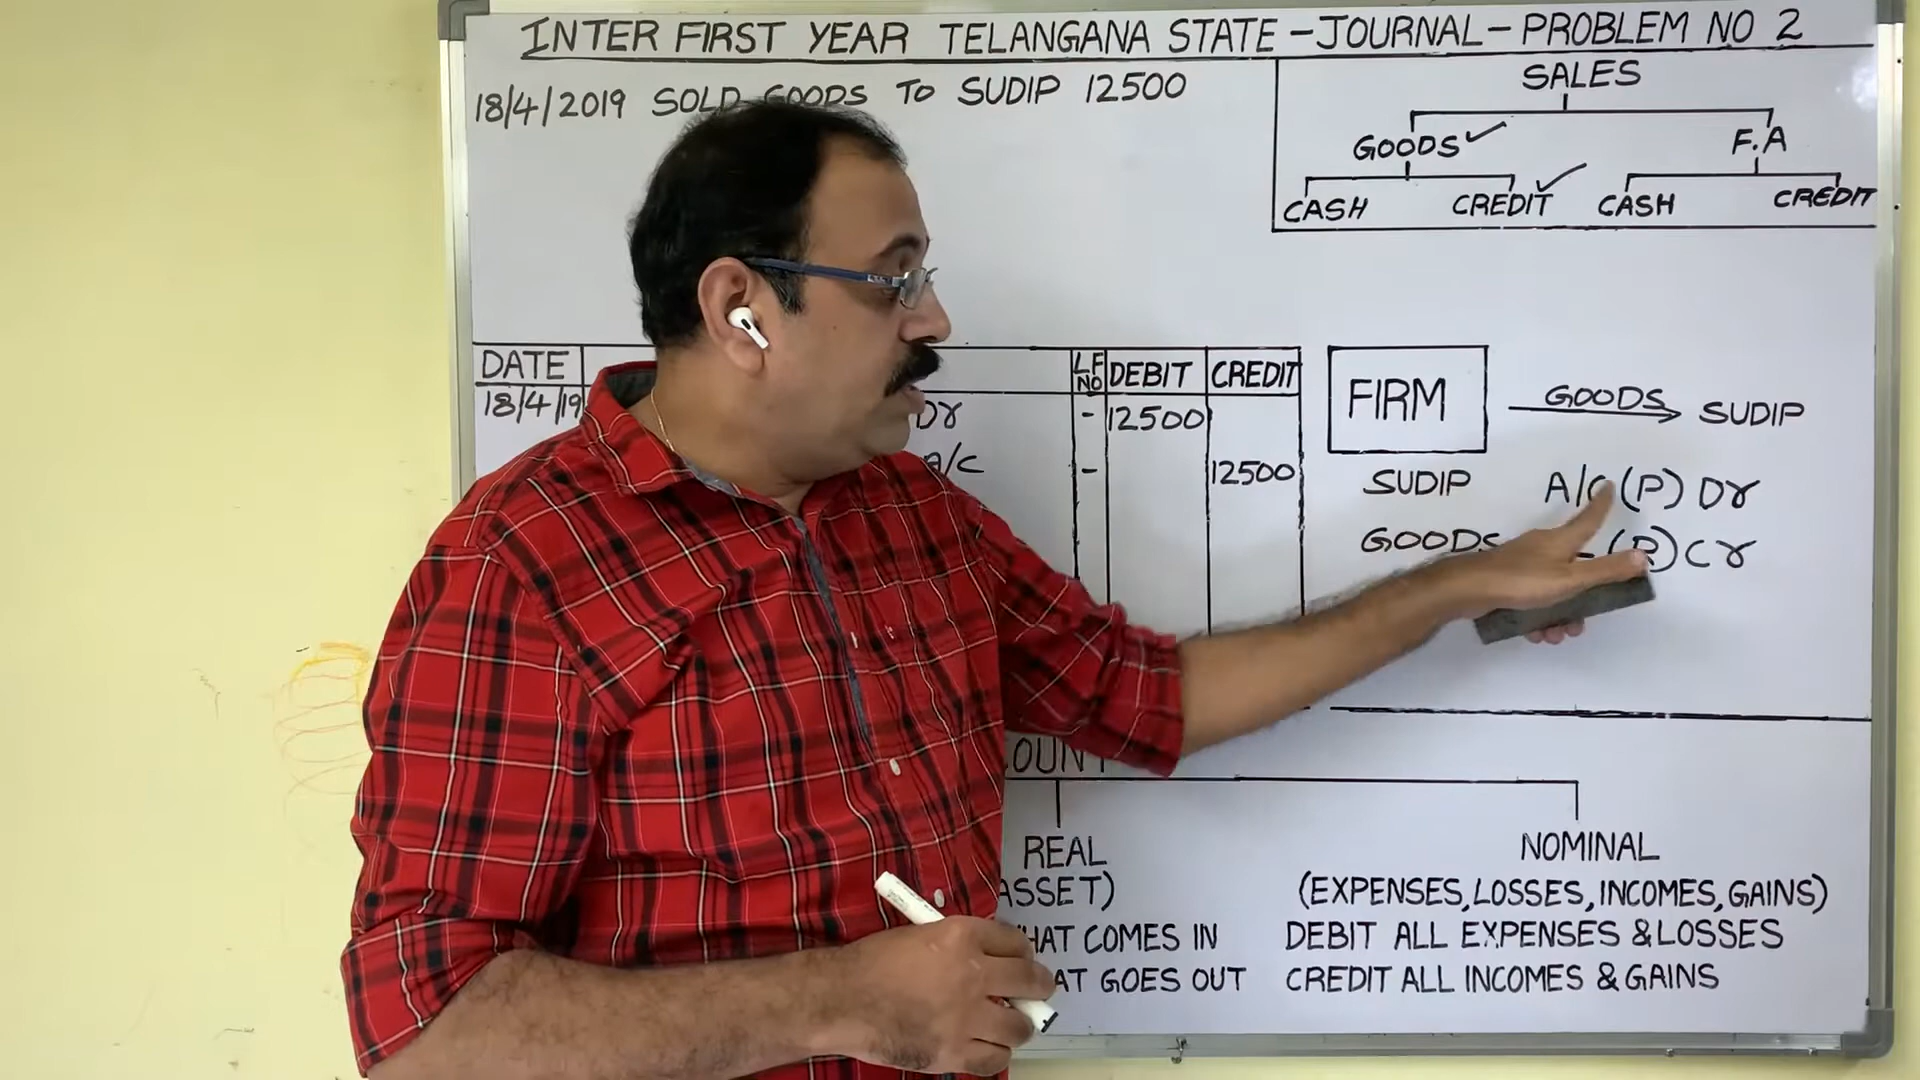 INTER FIRST YEAR TELANGANA STATE - JOURNAL - PROBLEM NO 2
18/4/2019 SOLD GOODS TO SUDIP 12500
SALES
GOODS ✓ F.A
CASH CREDIT ✓ CASH CREDIT
DATE LF NO DEBIT CREDIT
18/4/19 Dr - 12500
A/C - 12500
FIRM GOODS SUDIP
SUDIP A/C (P) Dr
GOODS (R) Cr
REAL NOMINAL
(EXPENSES, LOSSES, INCOMES, GAINS)
COMES IN DEBIT ALL EXPENSES & LOSSES
GOES OUT CREDIT ALL INCOMES & GAINS